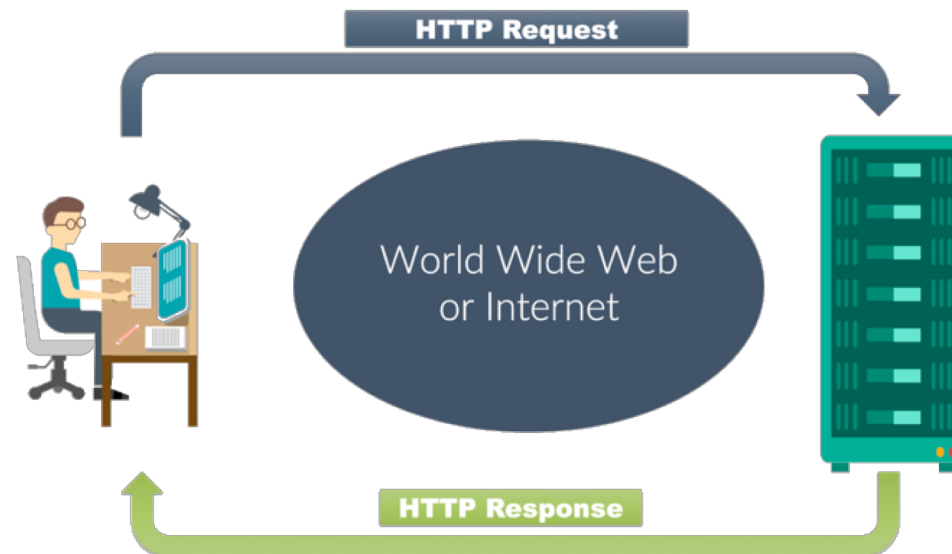 HTTP Request
World Wide Web
or Internet
HTTP Response